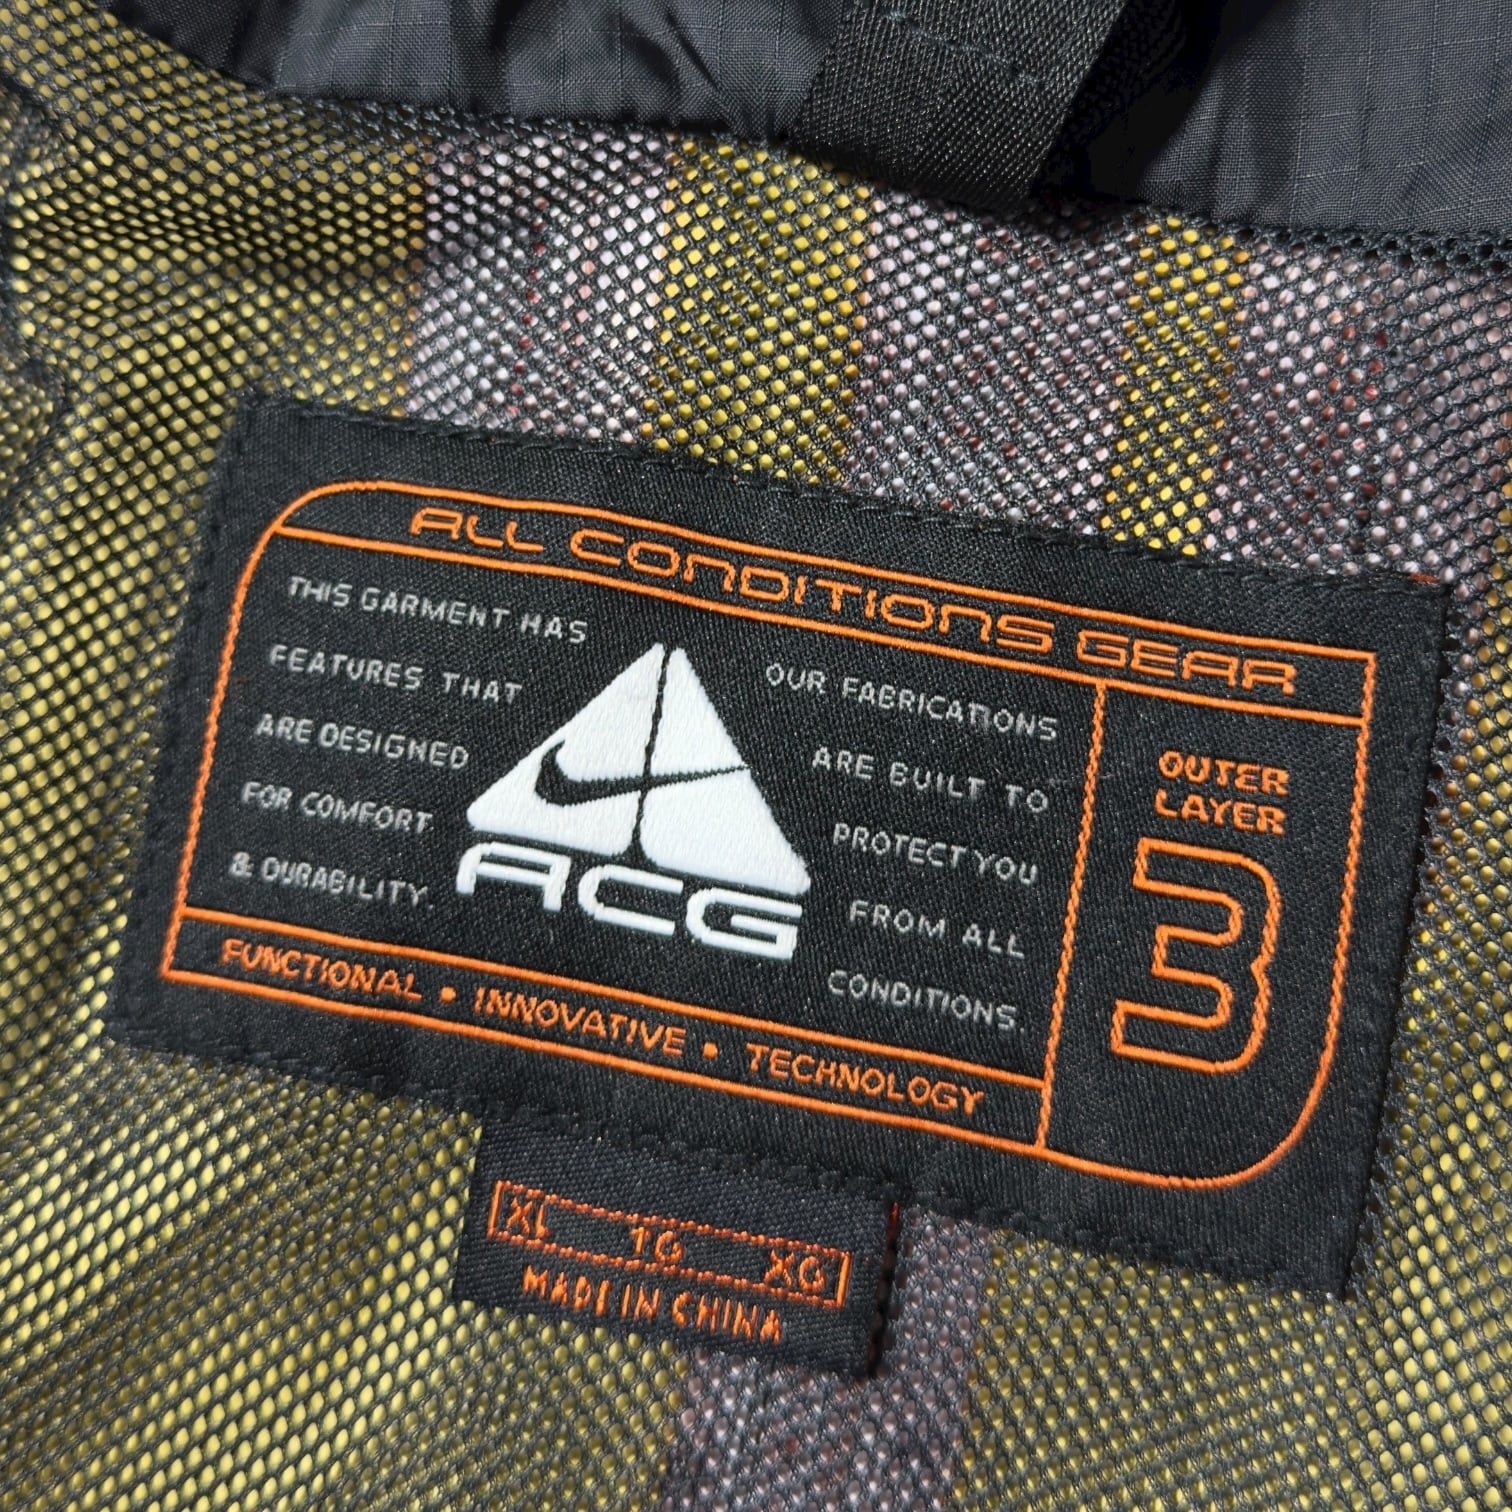 ALL CONDITIONS GEAR
THIS GARMENT HAS
FEATURES THAT
ARE DESIGNED
FOR COMFORT
& DURABILITY.
ACG
OUR FABRICATIONS
ARE BUILT TO
PROTECT YOU
FROM ALL
CONDITIONS.
OUTER
LAYER
3
FUNCTIONAL • INNOVATIVE • TECHNOLOGY
XL TG XG
MADE IN CHINA